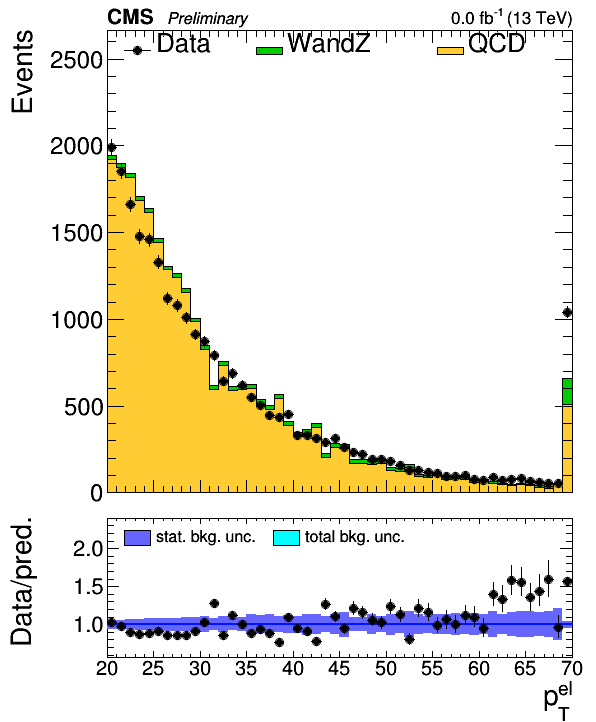 CMS Preliminary 0.0 fb⁻¹ (13 TeV)
Data WandZ QCD
Events
2500
2000
1500
1000
500
0
stat. bkg. unc. total bkg. unc.
Data/pred.
2.0
1.5
1.0
20 25 30 35 40 45 50 55 60 65 70
p_T^el